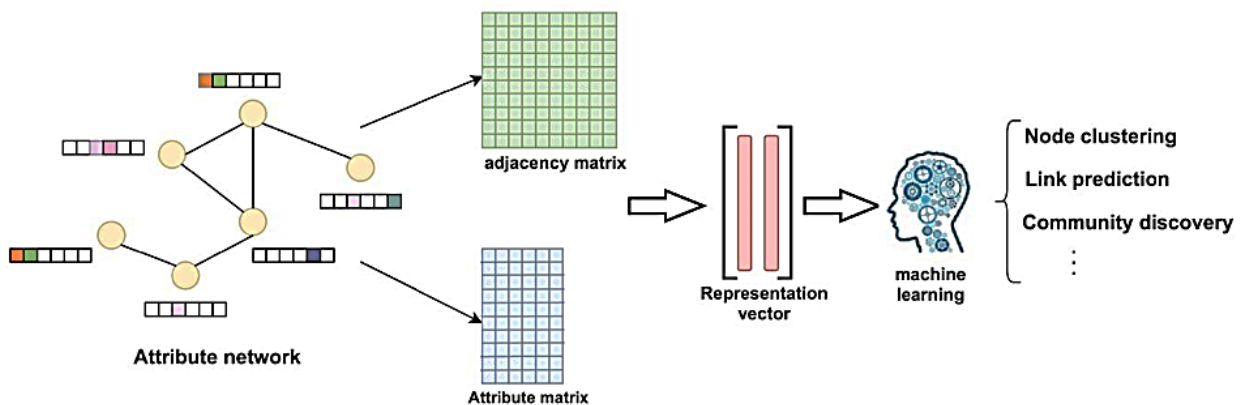 Attribute network
adjacency matrix
Attribute matrix
Representation
vector
machine
learning
Node clustering
Link prediction
Community discovery